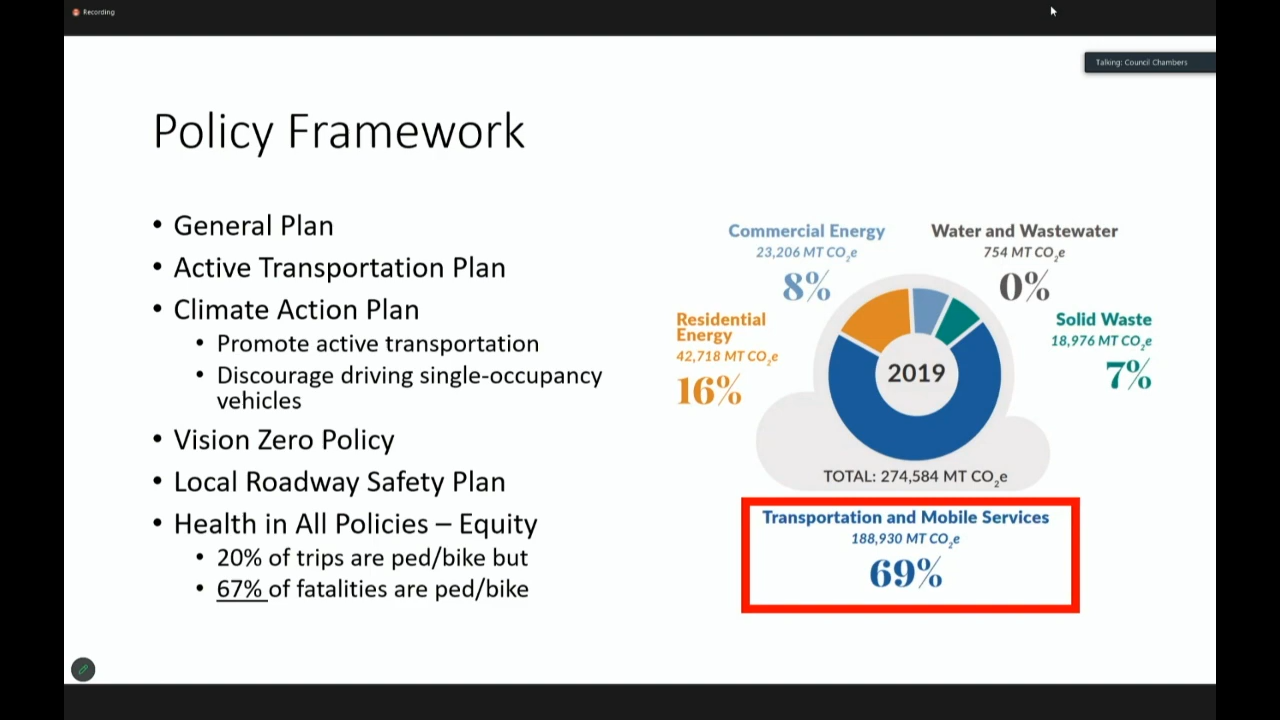 Recording
Talking: Council Chambers
Policy Framework
• General Plan
• Active Transportation Plan
• Climate Action Plan
• Promote active transportation
• Discourage driving single-occupancy
vehicles
• Vision Zero Policy
• Local Roadway Safety Plan
• Health in All Policies – Equity
• 20% of trips are ped/bike but
• 67% of fatalities are ped/bike
Commercial Energy
23,206 MT CO₂e
8%
Water and Wastewater
754 MT CO₂e
0%
Residential
Energy
42,718 MT CO₂e
16%
Solid Waste
18,976 MT CO₂e
7%
2019
TOTAL: 274,584 MT CO₂e
Transportation and Mobile Services
188,930 MT CO₂e
69%